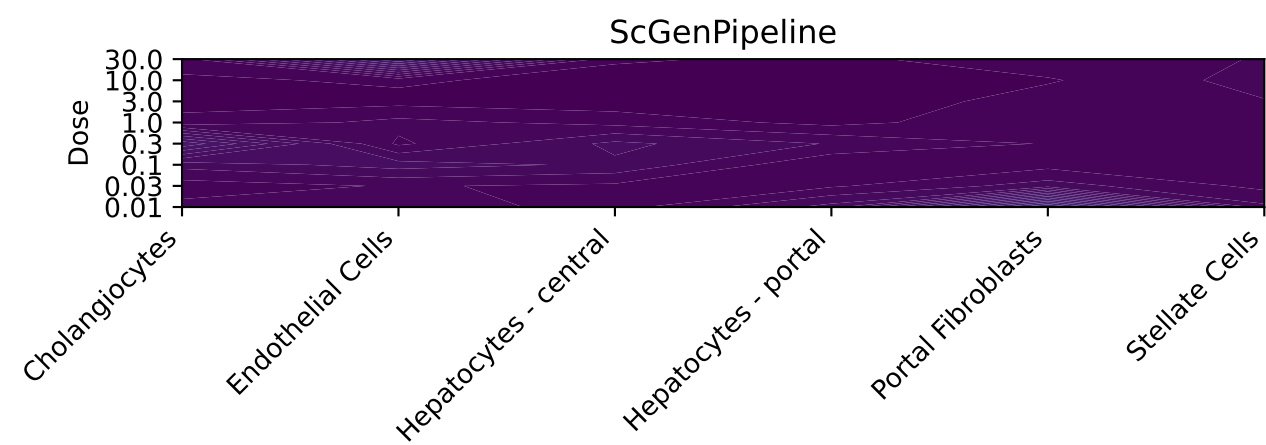 ScGenPipeline
Dose
30.0
10.0
3.0
1.0
0.3
0.1
0.03
0.01
Cholangiocytes
Endothelial Cells
Hepatocytes - central
Hepatocytes - portal
Portal Fibroblasts
Stellate Cells